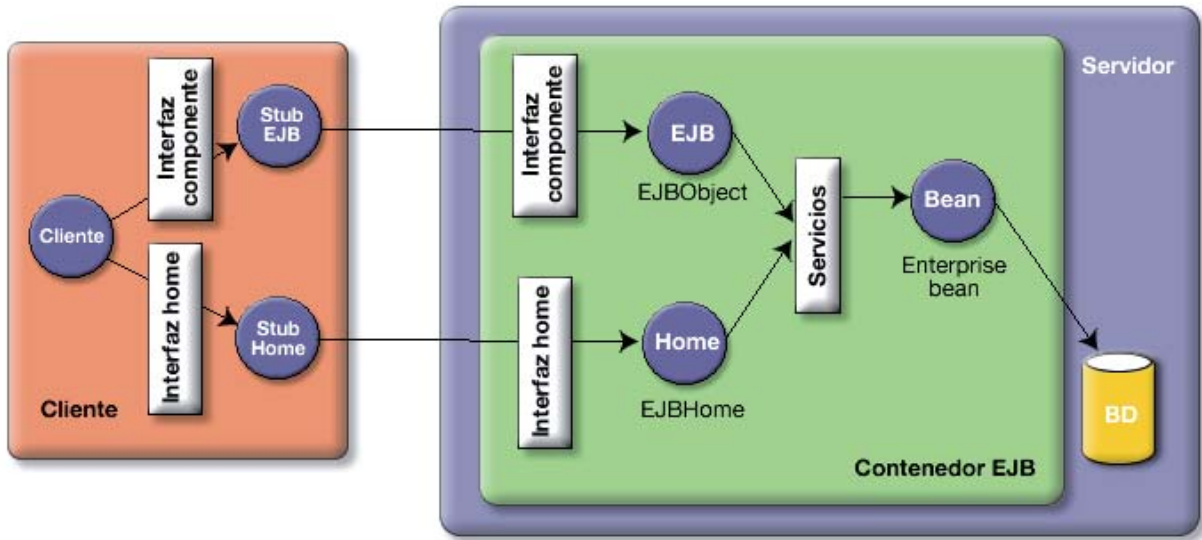 Cliente
Interfaz
componente
Interfaz home
Stub
EJB
Stub
Home
Cliente
Servidor
Interfaz
componente
EJB
EJBObject
Interfaz home
Home
EJBHome
Servicios
Bean
Enterprise
bean
BD
Contenedor EJB